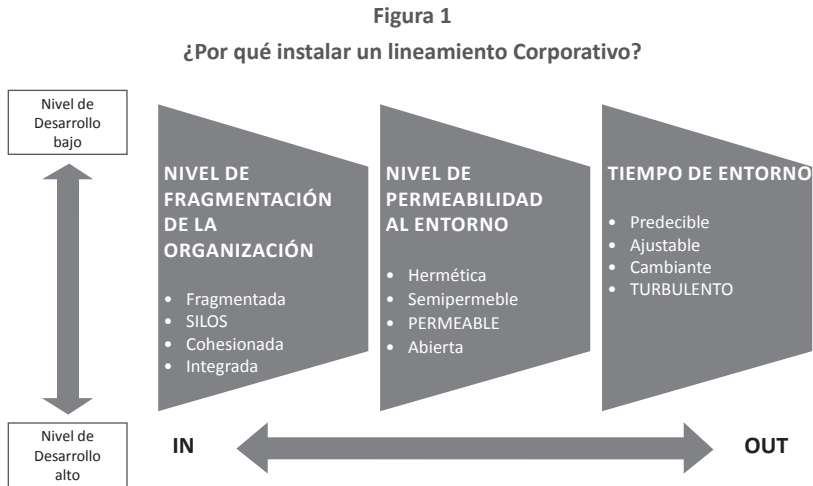 Figura 1
¿Por qué instalar un lineamiento Corporativo?
Nivel de
Desarrollo
bajo
NIVEL DE
FRAGMENTACIÓN
DE LA
ORGANIZACIÓN
• Fragmentada
• SILOS
• Cohesionada
• Integrada
NIVEL DE
PERMEABILIDAD
AL ENTORNO
• Hermética
• Semipermeble
• PERMEABLE
• Abierta
TIEMPO DE ENTORNO
• Predecible
• Ajustable
• Cambiante
• TURBULENTO
Nivel de
Desarrollo
alto
IN
OUT